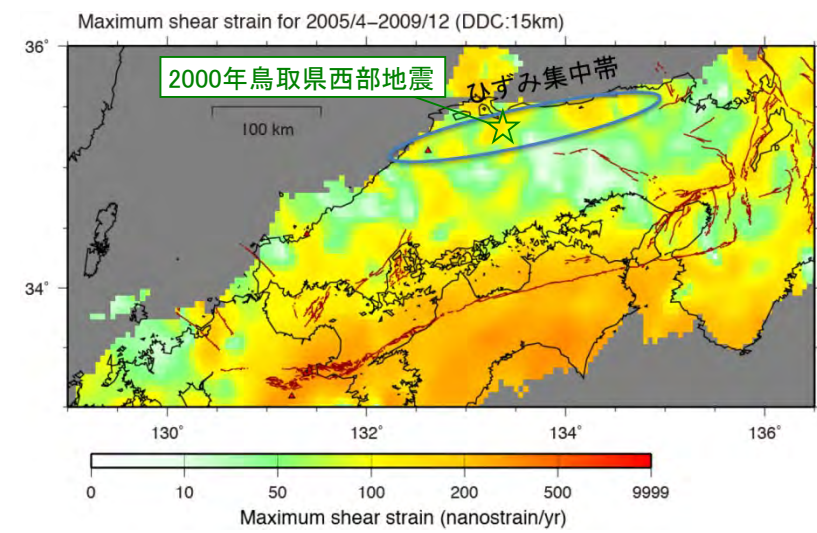 Maximum shear strain for 2005/4−2009/12 (DDC:15km)
36°
2000年鳥取県西部地震
ひずみ集中帯
100 km
34°
130°
132°
134°
136°
0
10
50
100
200
500
9999
Maximum shear strain (nanostrain/yr)